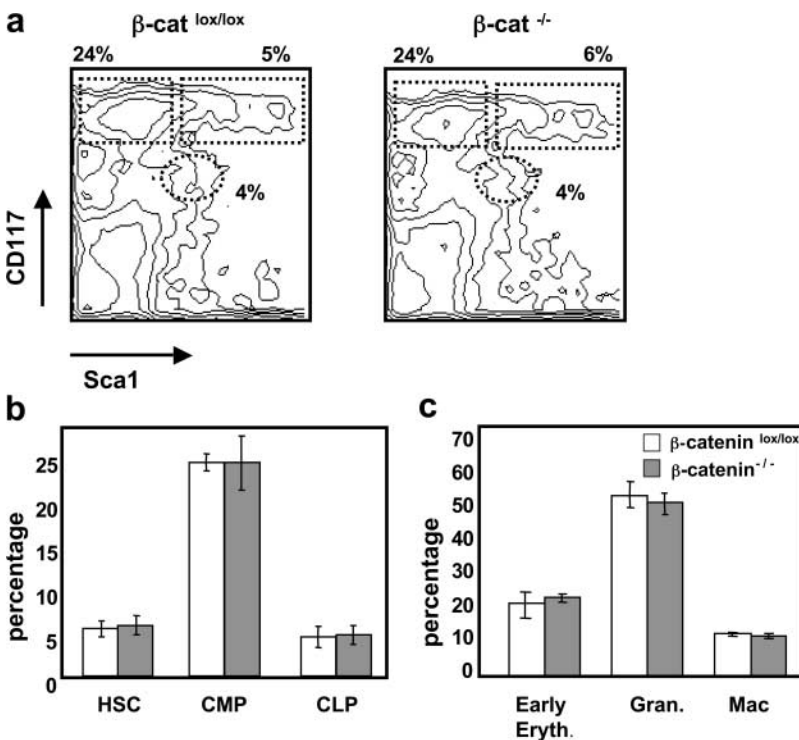 a
β-cat lox/lox
β-cat -/-
24%
5%
24%
6%
4%
4%
CD117
Sca1
b
percentage
25
20
15
10
5
0
HSC
CMP
CLP
c
β-catenin lox/lox
β-catenin -/-
percentage
70
60
50
40
30
20
10
0
Early
Eryth.
Gran.
Mac